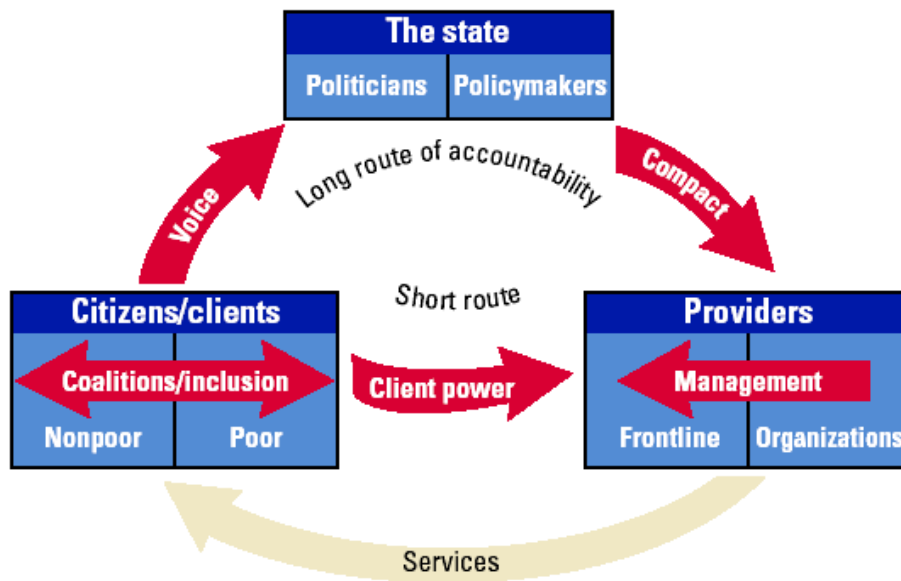 The state
Politicians
Policymakers
Long route of accountability
Voice
Compact
Short route
Citizens/clients
Providers
Coalitions/inclusion
Client power
Management
Nonpoor
Poor
Frontline
Organizations
Services